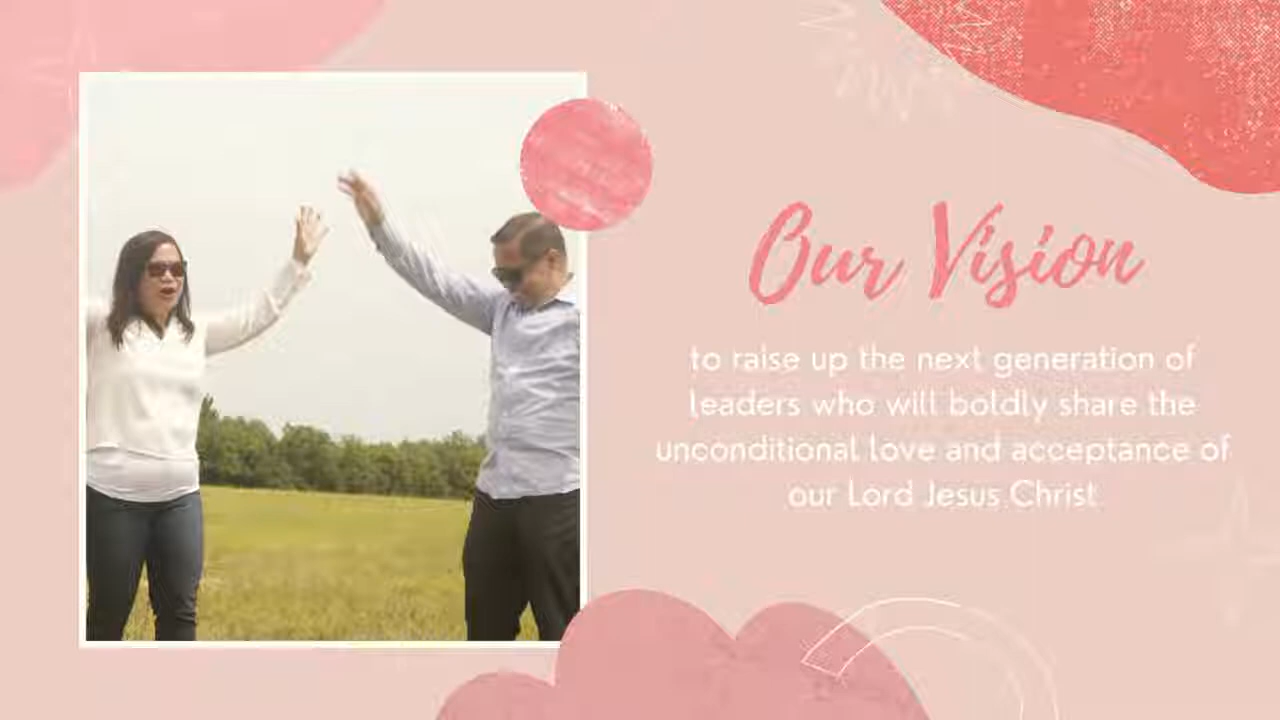 Our Vision
to raise up the next generation of
leaders who will boldly share the
unconditional love and acceptance of
our Lord Jesus Christ